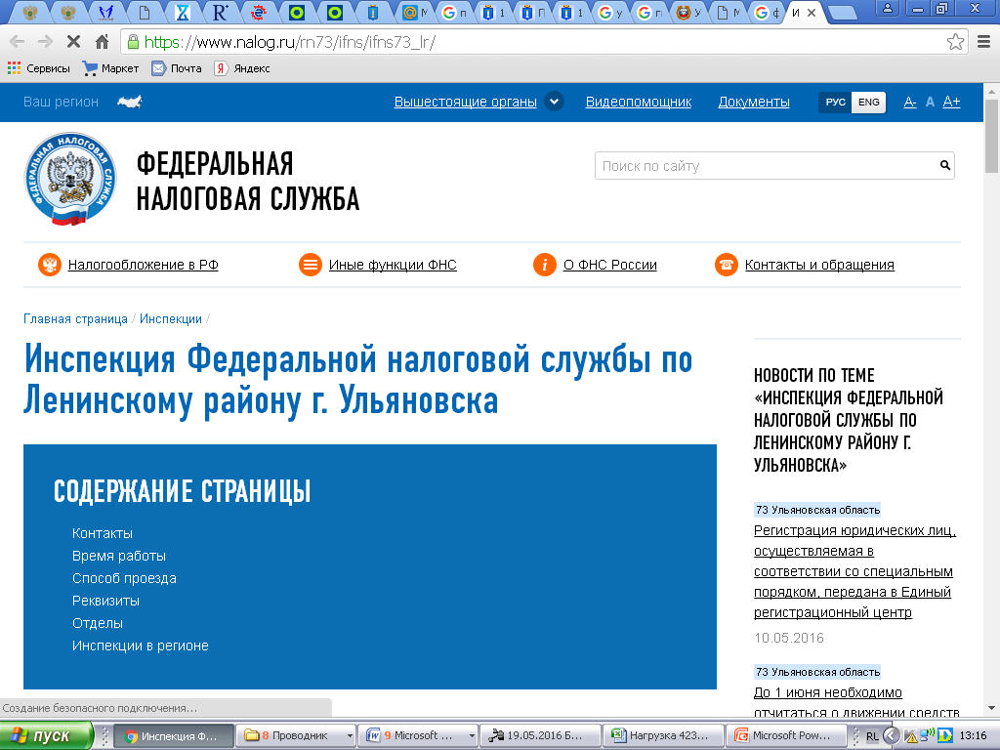 М
п
1
П
1
у
п
У
М
ф
И
https://www.nalog.ru/rn73/ifns/ifns73_lr/
Сервисы Маркет Почта Яндекс
Ваш регион Вышестоящие органы Видеопомощник Документы РУС ENG A- A A+
ФЕДЕРАЛЬНАЯ НАЛОГОВАЯ СЛУЖБА
ФЕДЕРАЛЬНАЯ
НАЛОГОВАЯ СЛУЖБА
Поиск по сайту
Налогообложение в РФ Иные функции ФНС О ФНС России Контакты и обращения
Главная страница / Инспекции /
Инспекция Федеральной налоговой службы по
Ленинскому району г. Ульяновска
СОДЕРЖАНИЕ СТРАНИЦЫ
Контакты
Время работы
Способ проезда
Реквизиты
Отделы
Инспекции в регионе
НОВОСТИ ПО ТЕМЕ
«ИНСПЕКЦИЯ ФЕДЕРАЛЬНОЙ
НАЛОГОВОЙ СЛУЖБЫ ПО
ЛЕНИНСКОМУ РАЙОНУ Г.
УЛЬЯНОВСКА»
73 Ульяновская область
Регистрация юридических лиц,
осуществляемая в
соответствии со специальным
порядком, передана в Единый
регистрационный центр
10.05.2016
73 Ульяновская область
До 1 июня необходимо
отчитаться о движении средств
Создание безопасного подключения...
пуск Инспекция Ф... 8 Проводник 9 Microsoft ... 19.05.2016 Б... Нагрузка 423... Microsoft Pow... RL 13:16